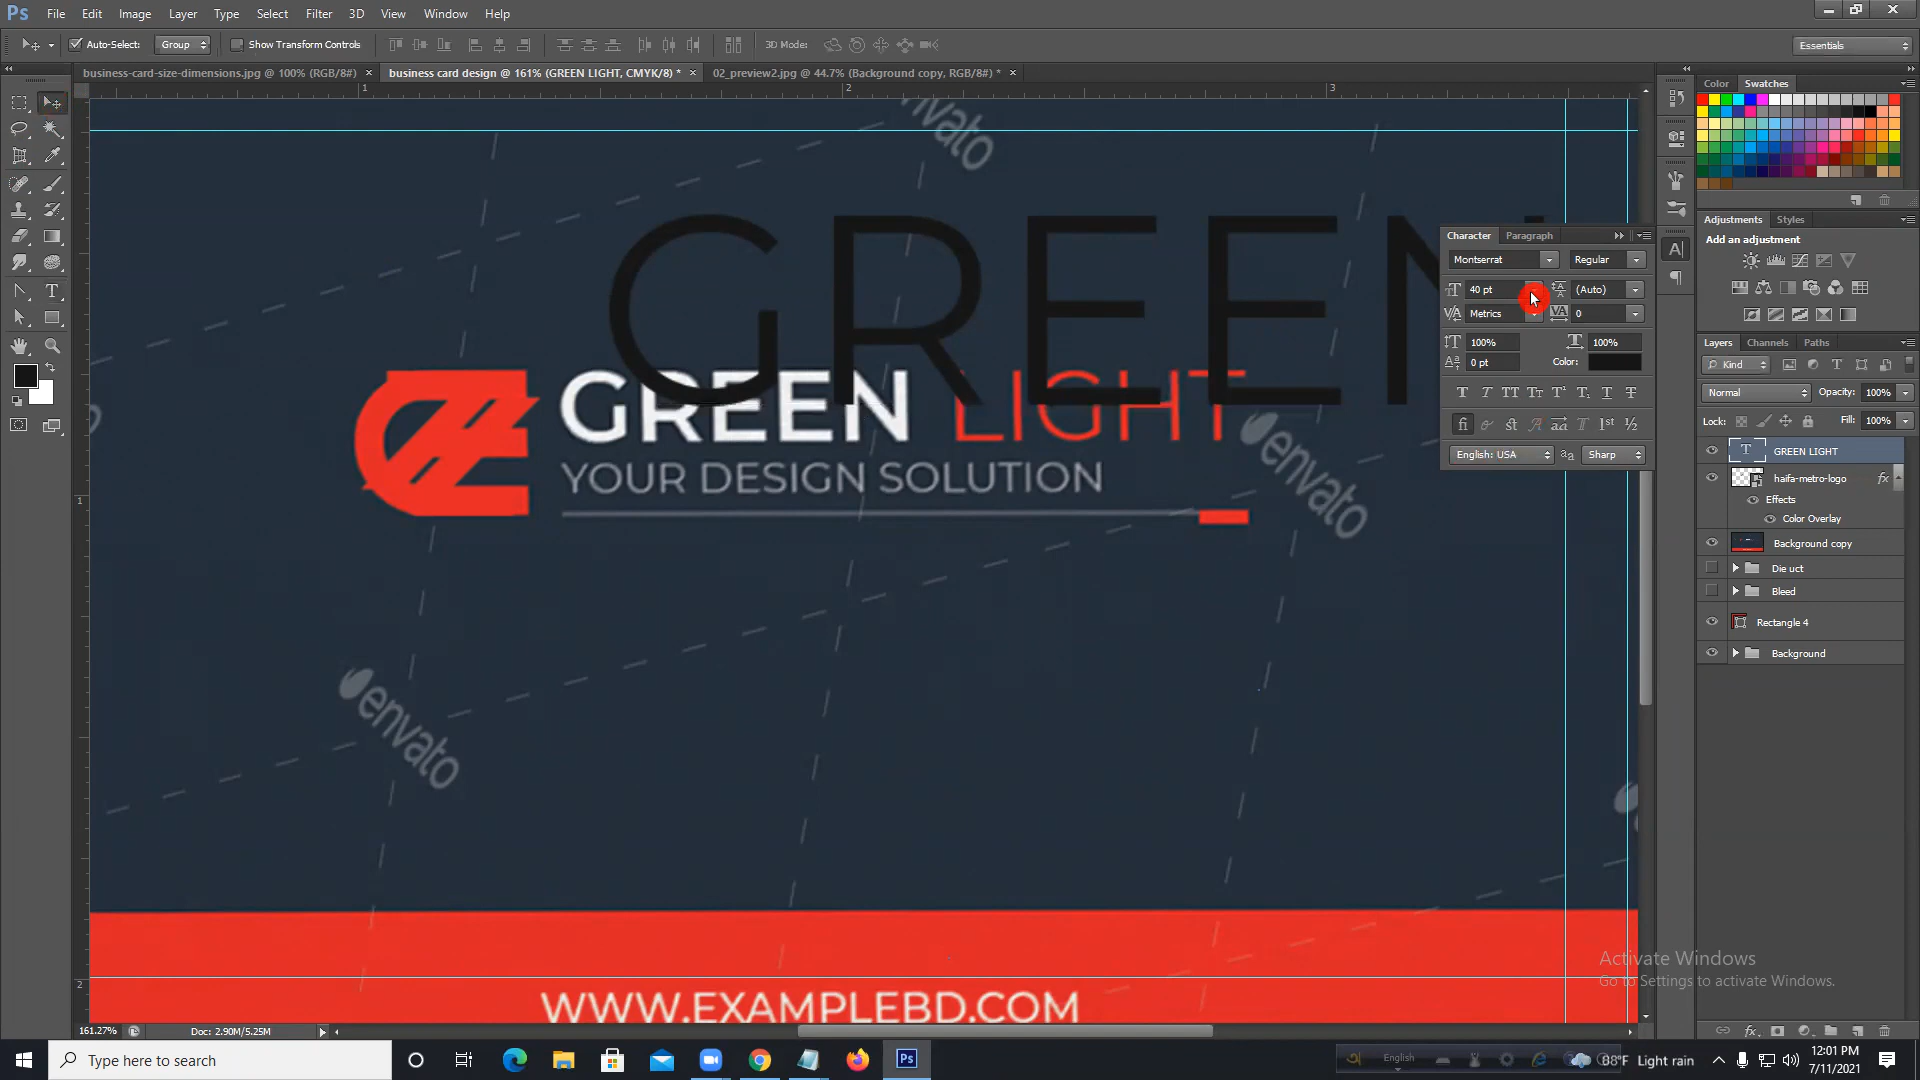 Ps File Edit Image Layer Type Select Filter 3D View Window Help
Auto-Select: Group Show Transform Controls 3D Mode: Essentials
business-card-size-dimensions.jpg @ 100% (RGB/8#) × business card design @ 161% (GREEN LIGHT, CMYK/8) * × 02_preview2.jpg @ 44.7% (Background copy, RGB/8#) * ×
1 2 3
Color Swatches
envato
GREEN
Character Paragraph
Montserrat Regular
40 pt (Auto)
Metrics 0
100% 100%
0 pt Color:
English: USA Sharp
Adjustments Styles
Add an adjustment
Layers Channels Paths
Kind
Normal Opacity: 100%
Lock: Fill: 100%
GREEN LIGHT
haifa-metro-logo fx
Effects
Color Overlay
Background copy
Die uct
Bleed
Rectangle 4
Background
GREEN LIGHT
YOUR DESIGN SOLUTION
envato
envato
1
2
WWW.EXAMPLEBD.COM
Activate Windows
Go to Settings to activate Windows.
161.27% Doc: 2.90M/5.25M
Type here to search
Ps
English
88°F Light rain
12:01 PM
7/11/2021